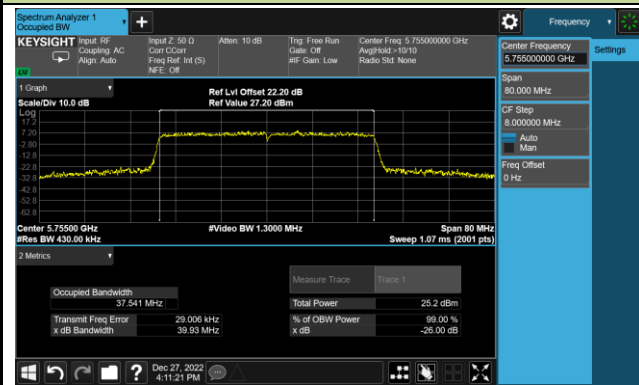 Spectrum Analyzer 1
Occupied BW
+
Frequency
KEYSIGHT
Input: RF
Coupling: AC
Align: Auto
Input Z: 50 Ω
Corr CCorr
Freq Ref: Int (S)
NFE: Off
Atten: 10 dB
Trig: Free Run
Gate: Off
#IF Gain: Low
Center Freq: 5.755000000 GHz
Avg|Hold:>10/10
Radio Std: None
Center Frequency
5.755000000 GHz
Settings
Span
80.000 MHz
CF Step
8.000000 MHz
Auto
Man
Freq Offset
0 Hz
1 Graph
Scale/Div 10.0 dB
Ref Lvl Offset 22.20 dB
Ref Value 27.20 dBm
Log
17.2
7.20
-2.80
-12.8
-22.8
-32.8
-42.8
-52.8
-62.8
Center 5.75500 GHz
#Res BW 430.00 kHz
#Video BW 1.3000 MHz
Span 80 MHz
Sweep 1.07 ms (2001 pts)
2 Metrics
Measure Trace
Trace 1
Occupied Bandwidth
37.541 MHz
Total Power
25.2 dBm
Transmit Freq Error
29.006 kHz
% of OBW Power
99.00 %
x dB Bandwidth
39.93 MHz
x dB
-26.00 dB
?
Dec 27, 2022
4:11:21 PM